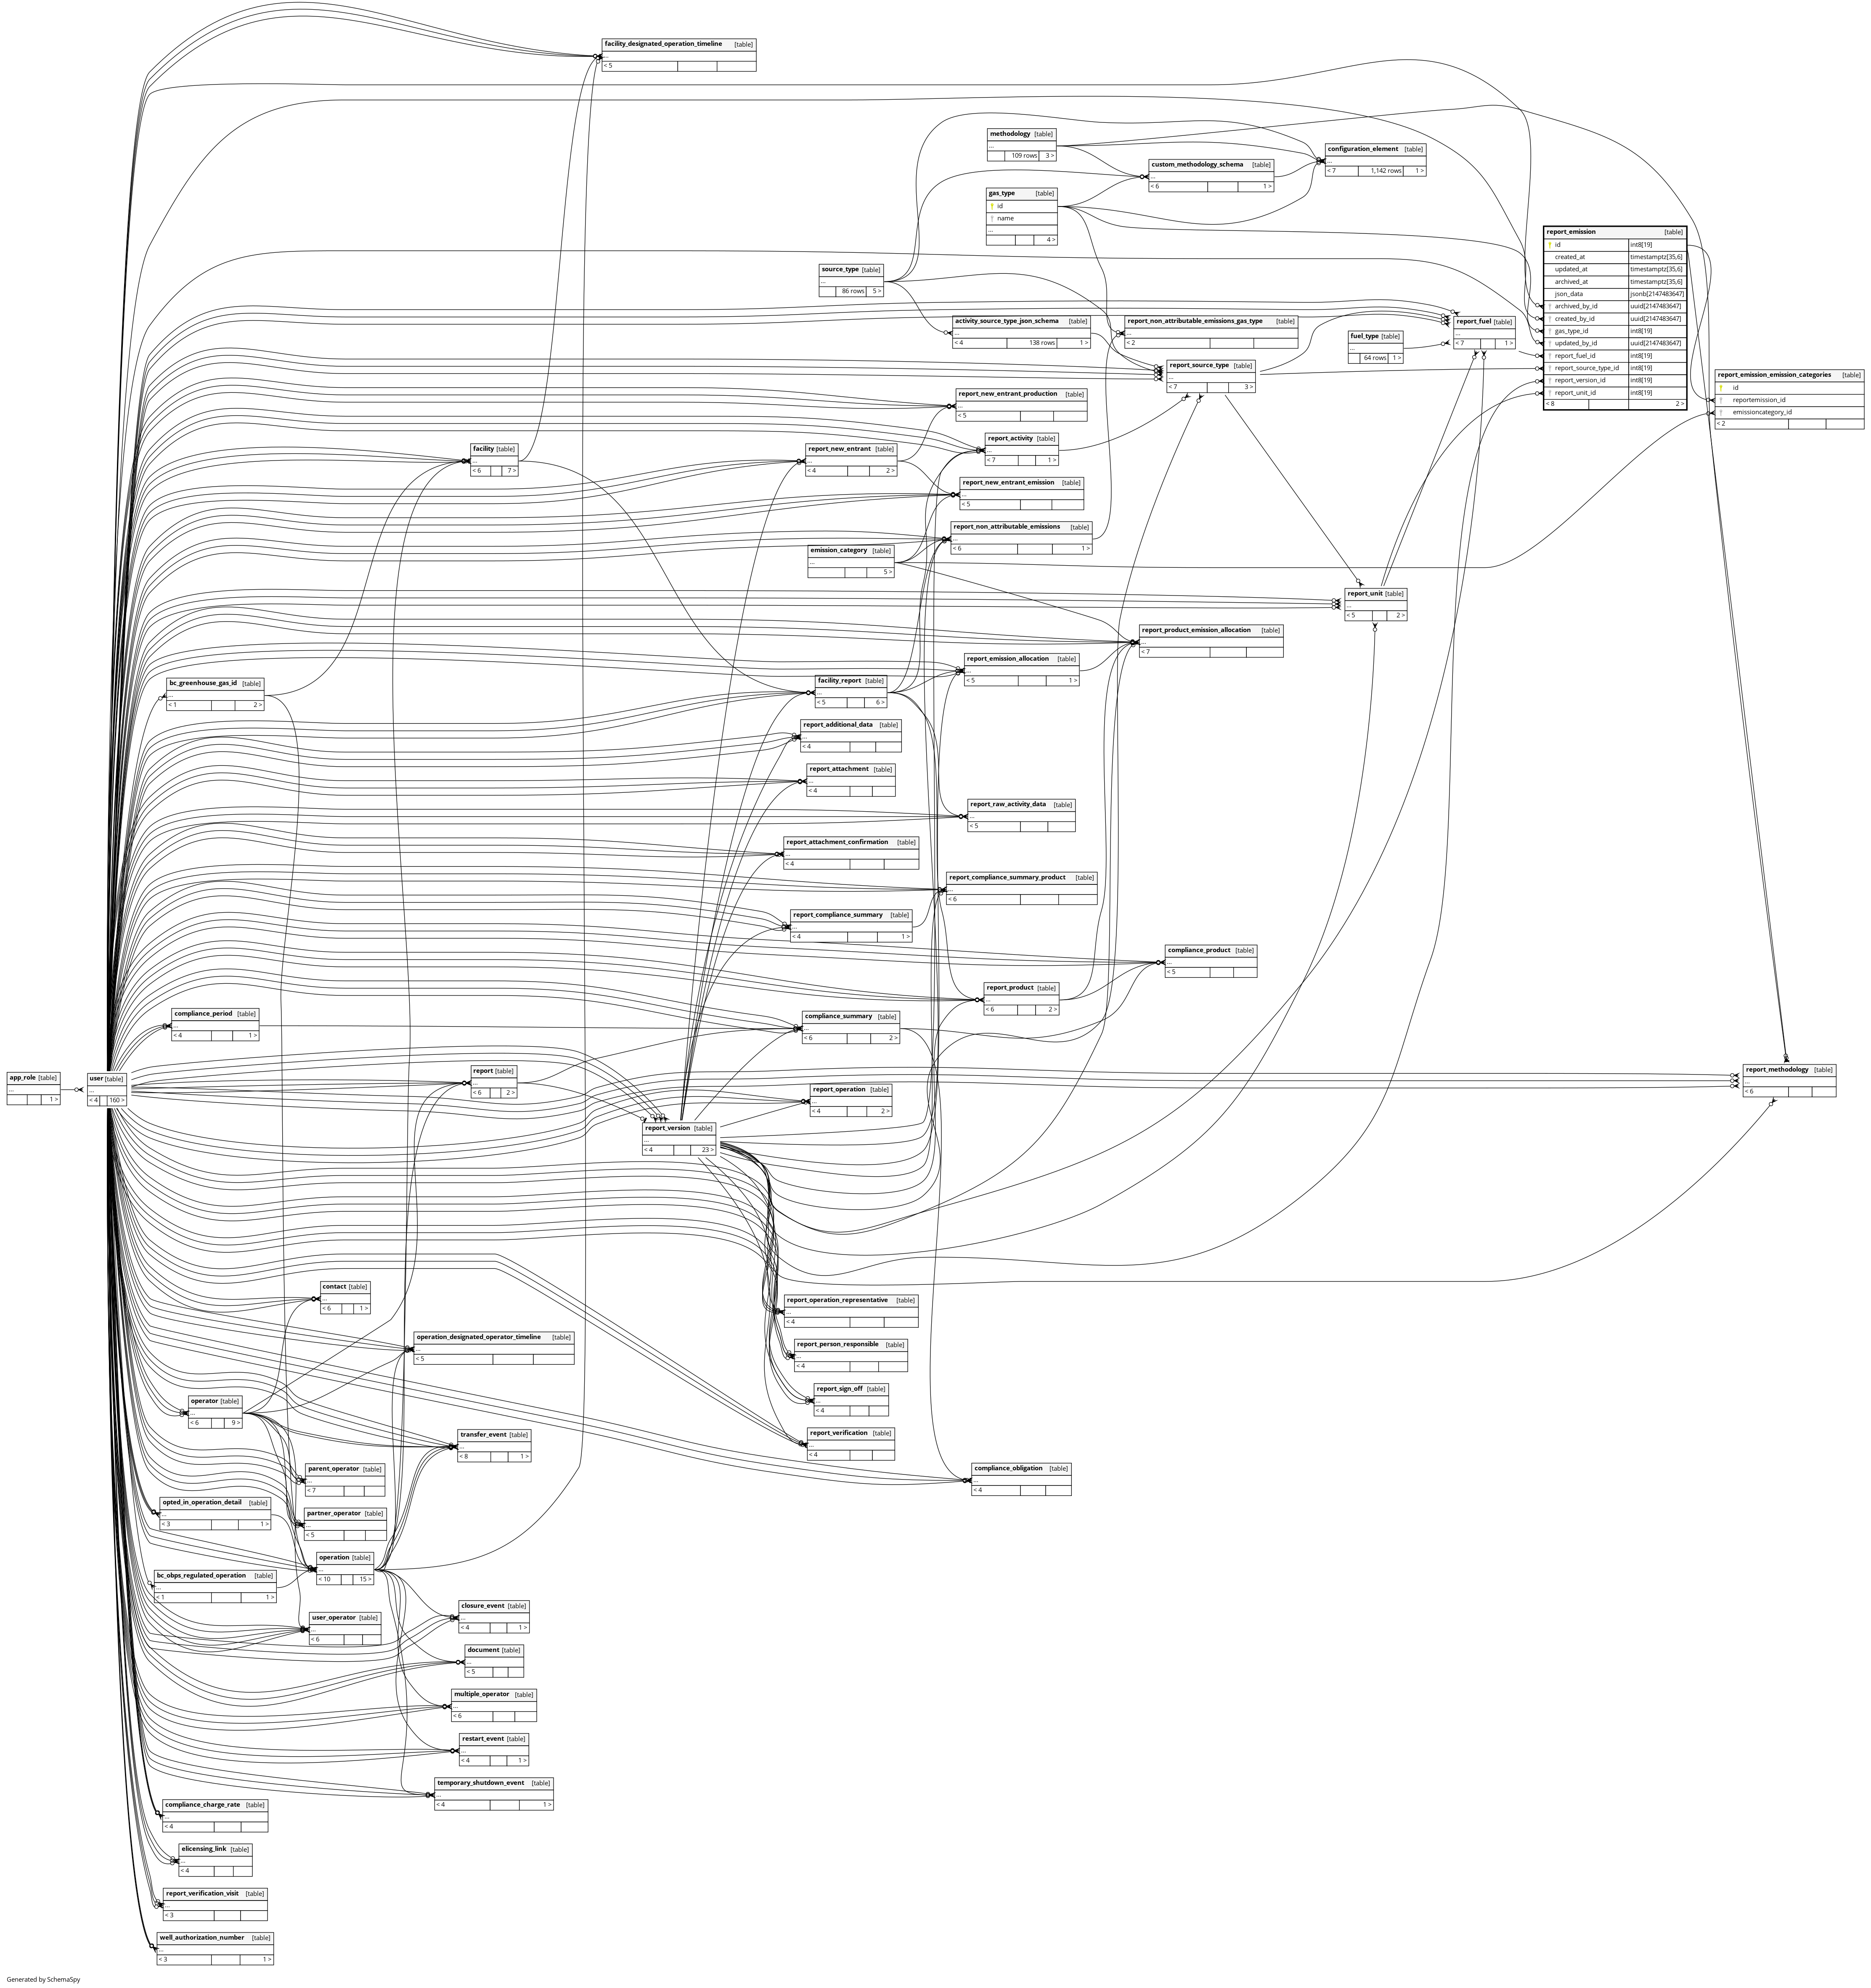 facility_designated_operation_timeline [table]
...
< 5
methodology [table]
...
109 rows 3 >
configuration_element [table]
...
< 7 1,142 rows 1 >
custom_methodology_schema [table]
...
< 6 1 >
gas_type [table]
id
name
...
4 >
report_emission [table]
id int8[19]
created_at timestamptz[35,6]
updated_at timestamptz[35,6]
archived_at timestamptz[35,6]
json_data jsonb[2147483647]
archived_by_id uuid[2147483647]
created_by_id uuid[2147483647]
gas_type_id int8[19]
updated_by_id uuid[2147483647]
report_fuel_id int8[19]
report_source_type_id int8[19]
report_version_id int8[19]
report_unit_id int8[19]
< 8 2 >
source_type [table]
...
86 rows 5 >
activity_source_type_json_schema [table]
...
< 4 138 rows 1 >
report_non_attributable_emissions_gas_type [table]
...
< 2
report_fuel [table]
...
< 7 1 >
fuel_type [table]
...
64 rows 1 >
report_source_type [table]
...
< 7 3 >
report_emission_emission_categories [table]
id
reportemission_id
emissioncategory_id
< 2
report_new_entrant_production [table]
...
< 5
report_activity [table]
...
< 7 1 >
facility [table]
...
< 6 7 >
report_new_entrant [table]
...
< 4 2 >
report_new_entrant_emission [table]
...
< 5
report_non_attributable_emissions [table]
...
< 6 1 >
emission_category [table]
...
5 >
report_unit [table]
...
< 5 2 >
report_product_emission_allocation [table]
...
< 7
report_emission_allocation [table]
...
< 5 1 >
bc_greenhouse_gas_id [table]
...
< 1 2 >
facility_report [table]
...
< 5 6 >
report_additional_data [table]
...
< 4
report_attachment [table]
...
< 4
report_raw_activity_data [table]
...
< 5
report_attachment_confirmation [table]
...
< 4
report_compliance_summary_product [table]
...
< 6
report_compliance_summary [table]
...
< 4 1 >
compliance_product [table]
...
< 5
report_product [table]
...
< 6 2 >
compliance_period [table]
...
< 4 1 >
compliance_summary [table]
...
< 6 2 >
app_role [table]
...
1 >
user [table]
...
< 4 160 >
report [table]
...
< 6 2 >
report_methodology [table]
...
< 6
report_operation [table]
...
< 4 2 >
report_version [table]
...
< 4 23 >
contact [table]
...
< 6 1 >
report_operation_representative [table]
...
< 4
operation_designated_operator_timeline [table]
...
< 5
report_person_responsible [table]
...
< 4
report_sign_off [table]
...
< 4
operator [table]
...
< 6 9 >
transfer_event [table]
...
< 8 1 >
report_verification [table]
...
< 4
parent_operator [table]
...
< 7
compliance_obligation [table]
...
< 4
opted_in_operation_detail [table]
...
< 3 1 >
partner_operator [table]
...
< 5
operation [table]
...
< 10 15 >
bc_obps_regulated_operation [table]
...
< 1 1 >
closure_event [table]
...
< 4 1 >
user_operator [table]
...
< 6
document [table]
...
< 5
multiple_operator [table]
...
< 6
restart_event [table]
...
< 4 1 >
temporary_shutdown_event [table]
...
< 4 1 >
compliance_charge_rate [table]
...
< 4
elicensing_link [table]
...
< 4
report_verification_visit [table]
...
< 3
well_authorization_number [table]
...
< 3 1 >
Generated by SchemaSpy